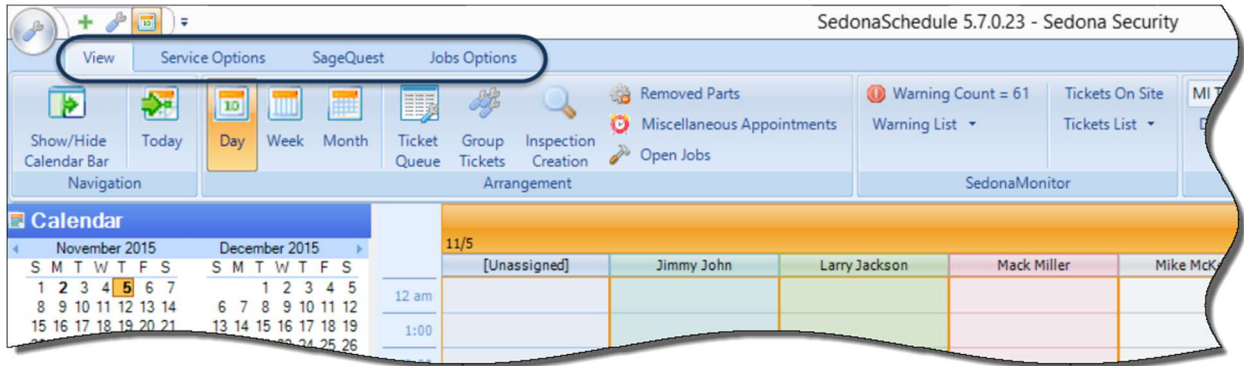 SedonaSchedule 5.7.0.23 - Sedona Security
View Service Options SageQuest Jobs Options
Show/Hide Calendar Bar
Today
Day
Week
Month
Ticket Queue
Group Tickets
Inspection Creation
Removed Parts
Miscellaneous Appointments
Open Jobs
Warning Count = 61
Warning List
Tickets On Site
Tickets List
MI
Navigation
Arrangement
SedonaMonitor
Calendar
November 2015 December 2015
S M T W T F S S M T W T F S
1 2 3 4 5 6 7 1 2 3 4 5
8 9 10 11 12 13 14 6 7 8 9 10 11 12
15 16 17 18 19 20 21 13 14 15 16 17 18 19
24 25 26
11/5
[Unassigned] Jimmy John Larry Jackson Mack Miller Mike
12 am
1:00